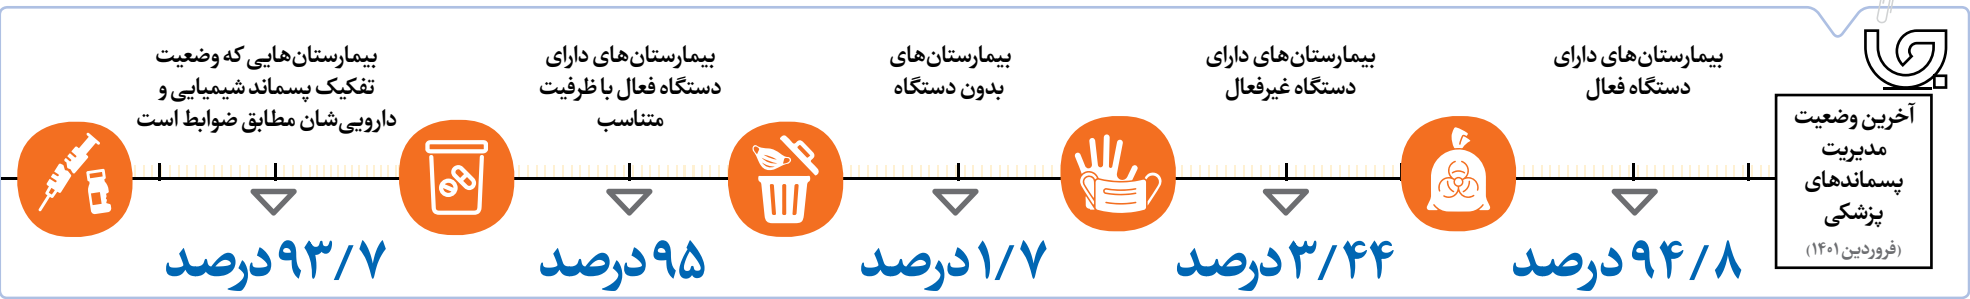 آخرین وضعیت
مدیریت
پسماندهای
پزشکی
(فروردین ۱۴۰۱)
بیمارستان‌های دارای
دستگاه فعال
۹۴/۸ درصد
بیمارستان‌های دارای
دستگاه غیرفعال
۳/۴۴ درصد
بیمارستان‌های
بدون دستگاه
۱/۷ درصد
بیمارستان‌های دارای
دستگاه فعال با ظرفیت
متناسب
۹۵ درصد
بیمارستان‌هایی که وضعیت
تفکیک پسماند شیمیایی و
دارویی‌شان مطابق ضوابط است
۹۳/۷ درصد